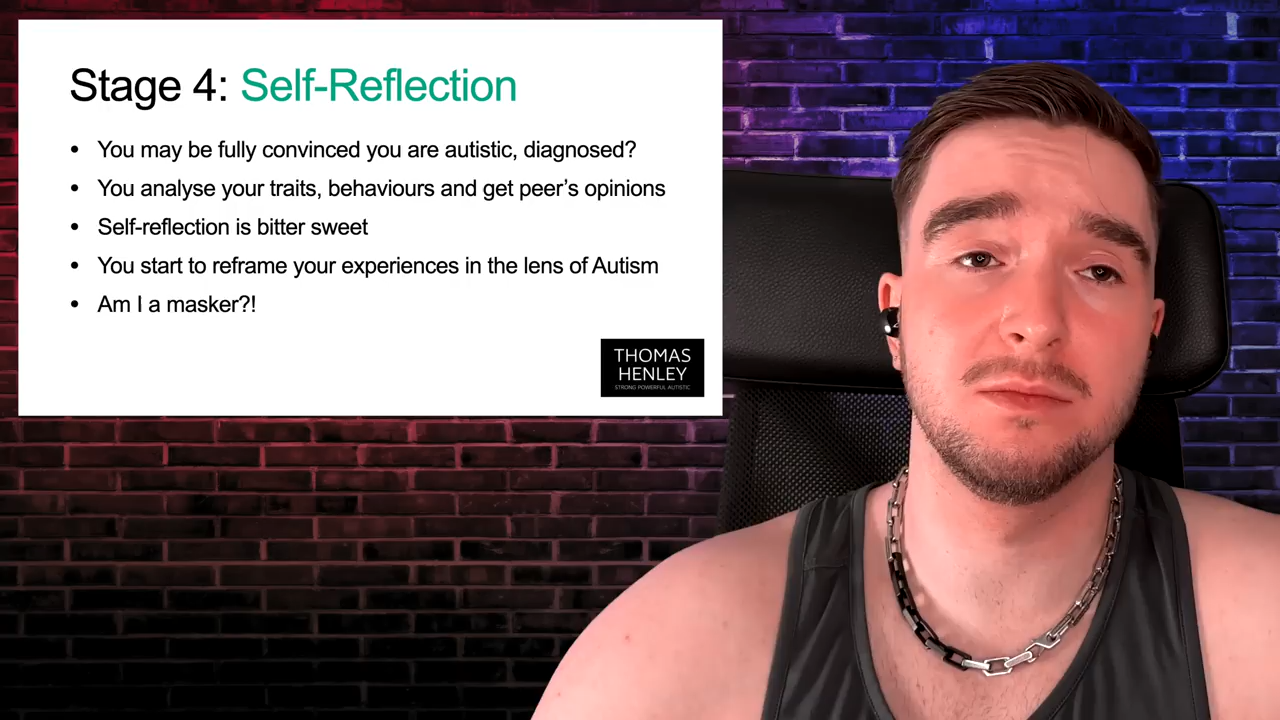 Stage 4: Self-Reflection
• You may be fully convinced you are autistic, diagnosed?
• You analyse your traits, behaviours and get peer's opinions
• Self-reflection is bitter sweet
• You start to reframe your experiences in the lens of Autism
• Am I a masker?!
THOMAS
HENLEY
STRONG POWERFUL AUTISTIC